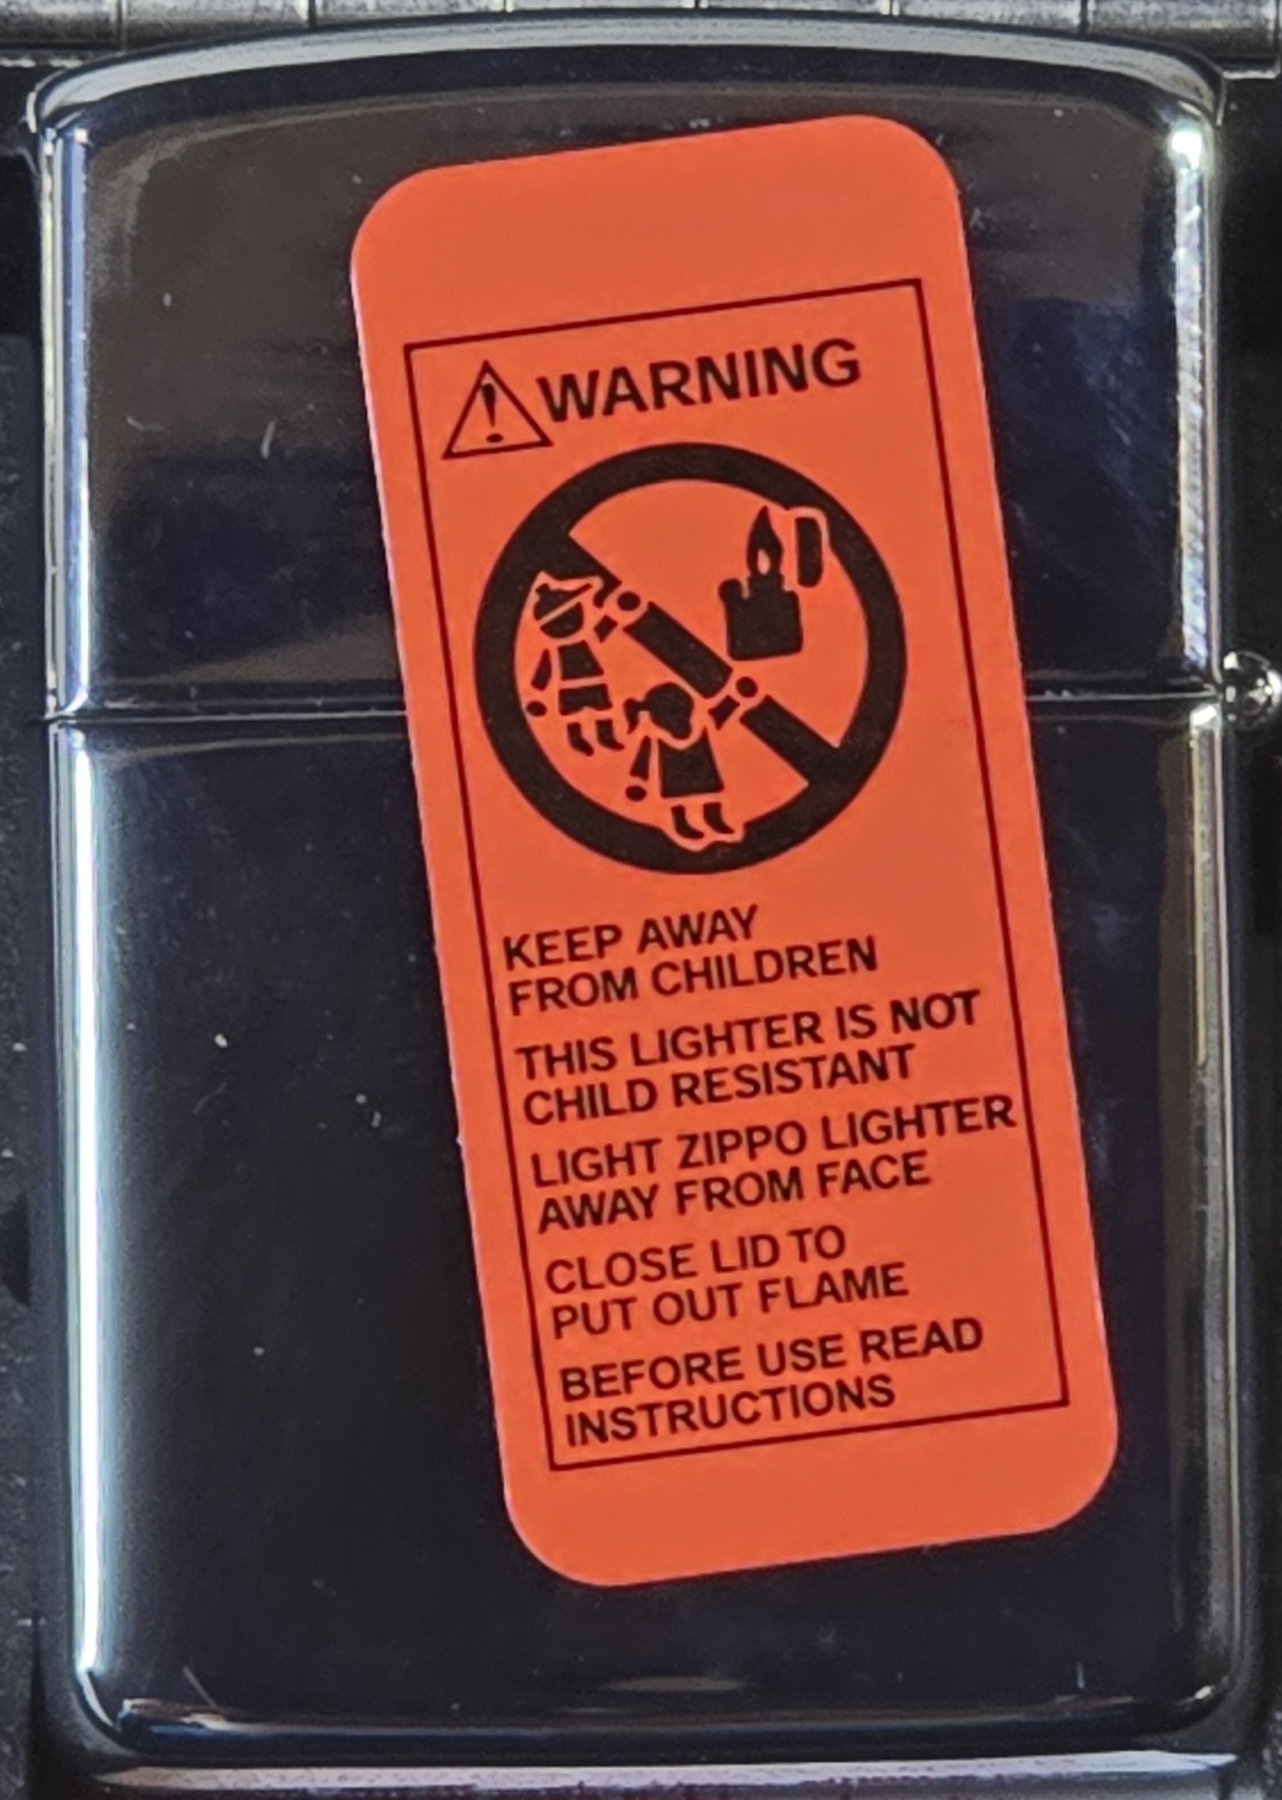 WARNING
KEEP AWAY
FROM CHILDREN
THIS LIGHTER IS NOT
CHILD RESISTANT
LIGHT ZIPPO LIGHTER
AWAY FROM FACE
CLOSE LID TO
PUT OUT FLAME
BEFORE USE READ
INSTRUCTIONS